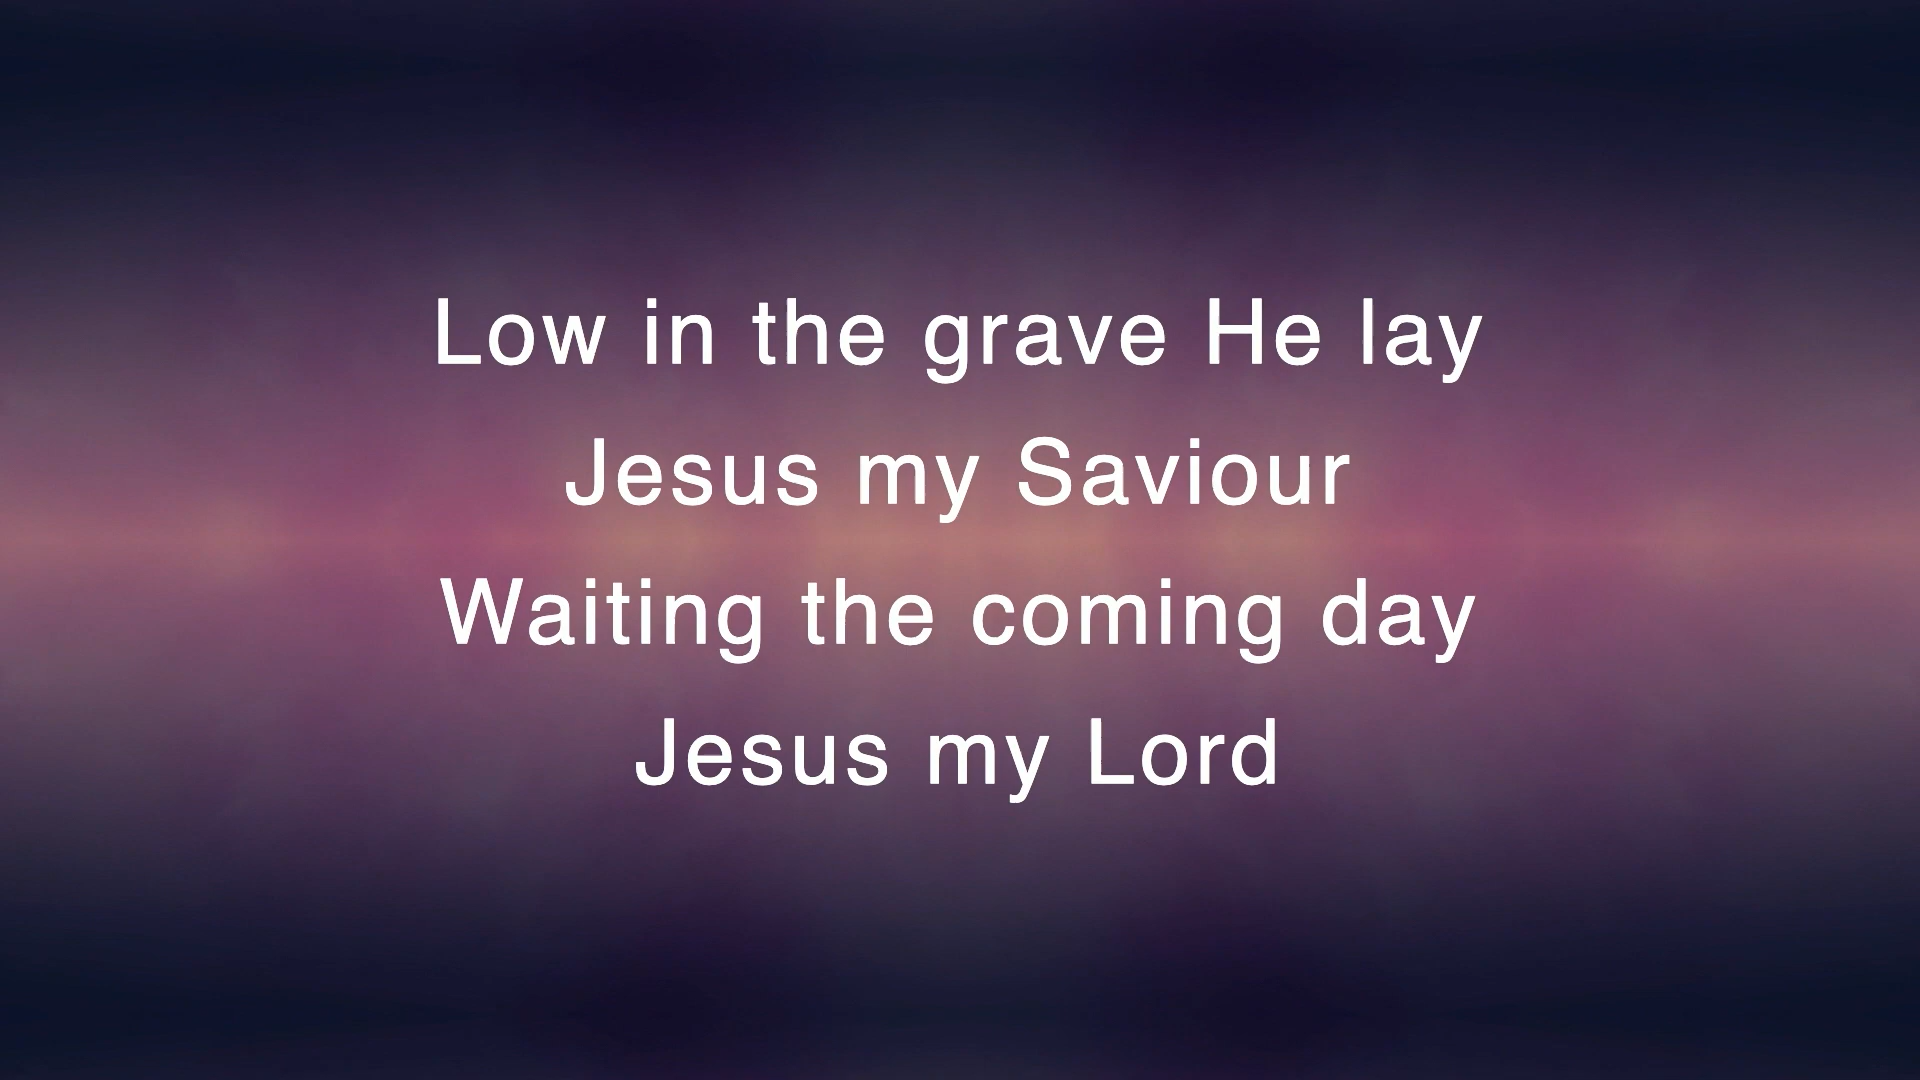 Low in the grave He lay
Jesus my Saviour
Waiting the coming day
Jesus my Lord